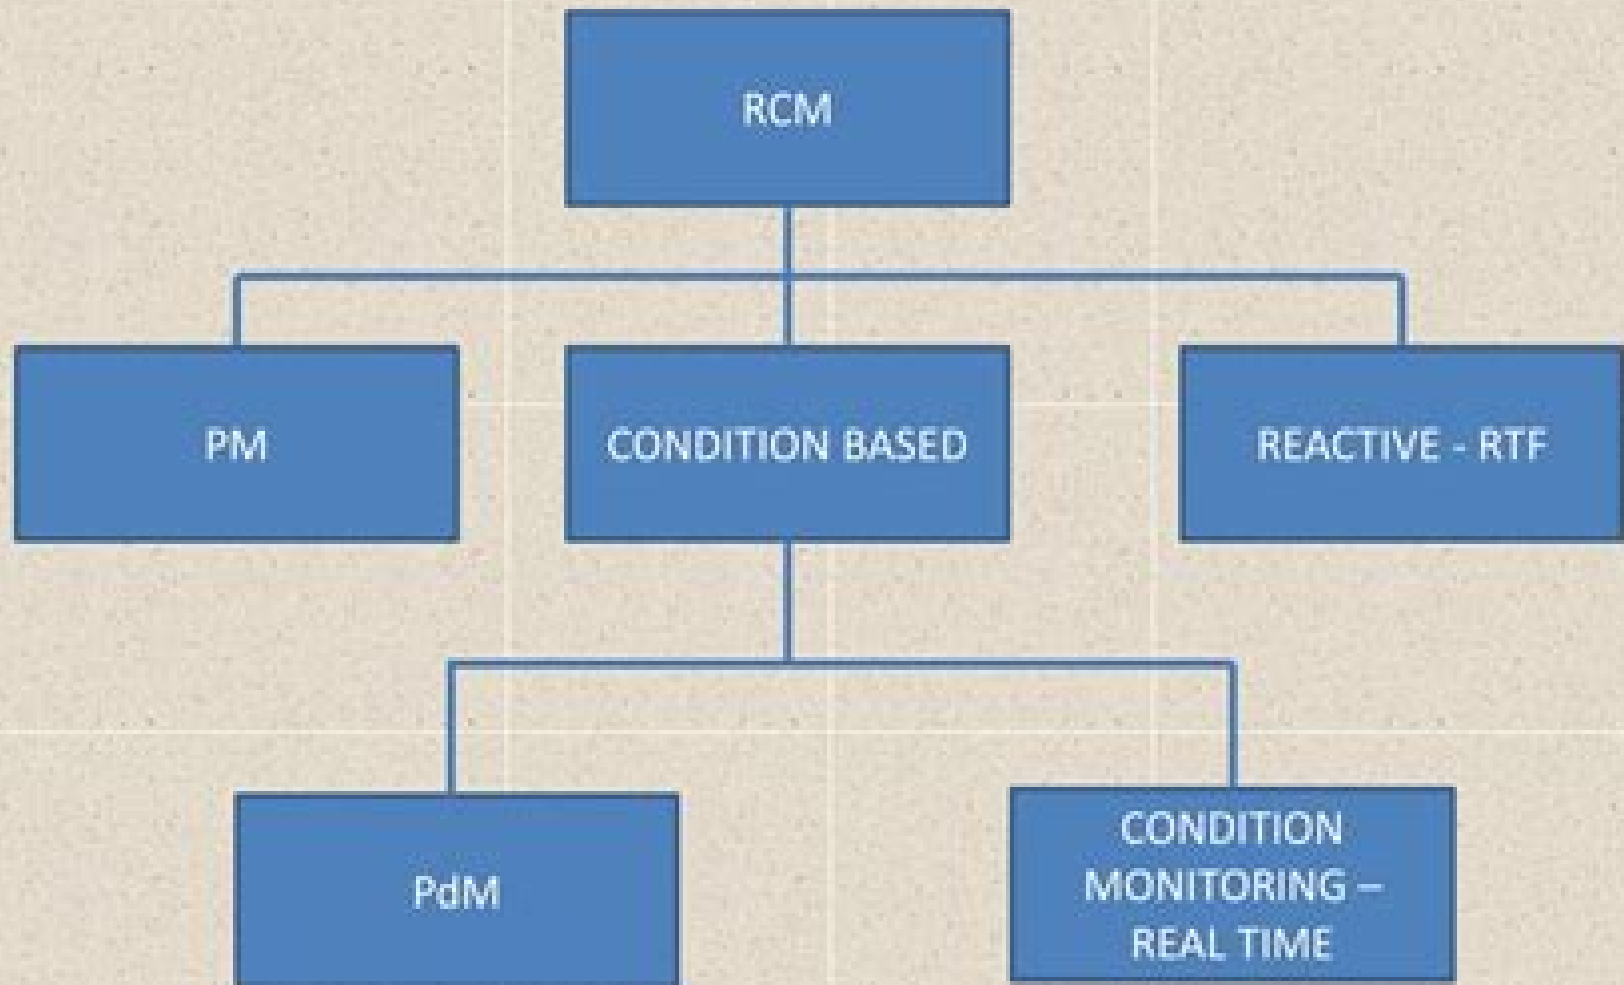 RCM
PM
CONDITION BASED
REACTIVE - RTF
PdM
CONDITION
MONITORING –
REAL TIME